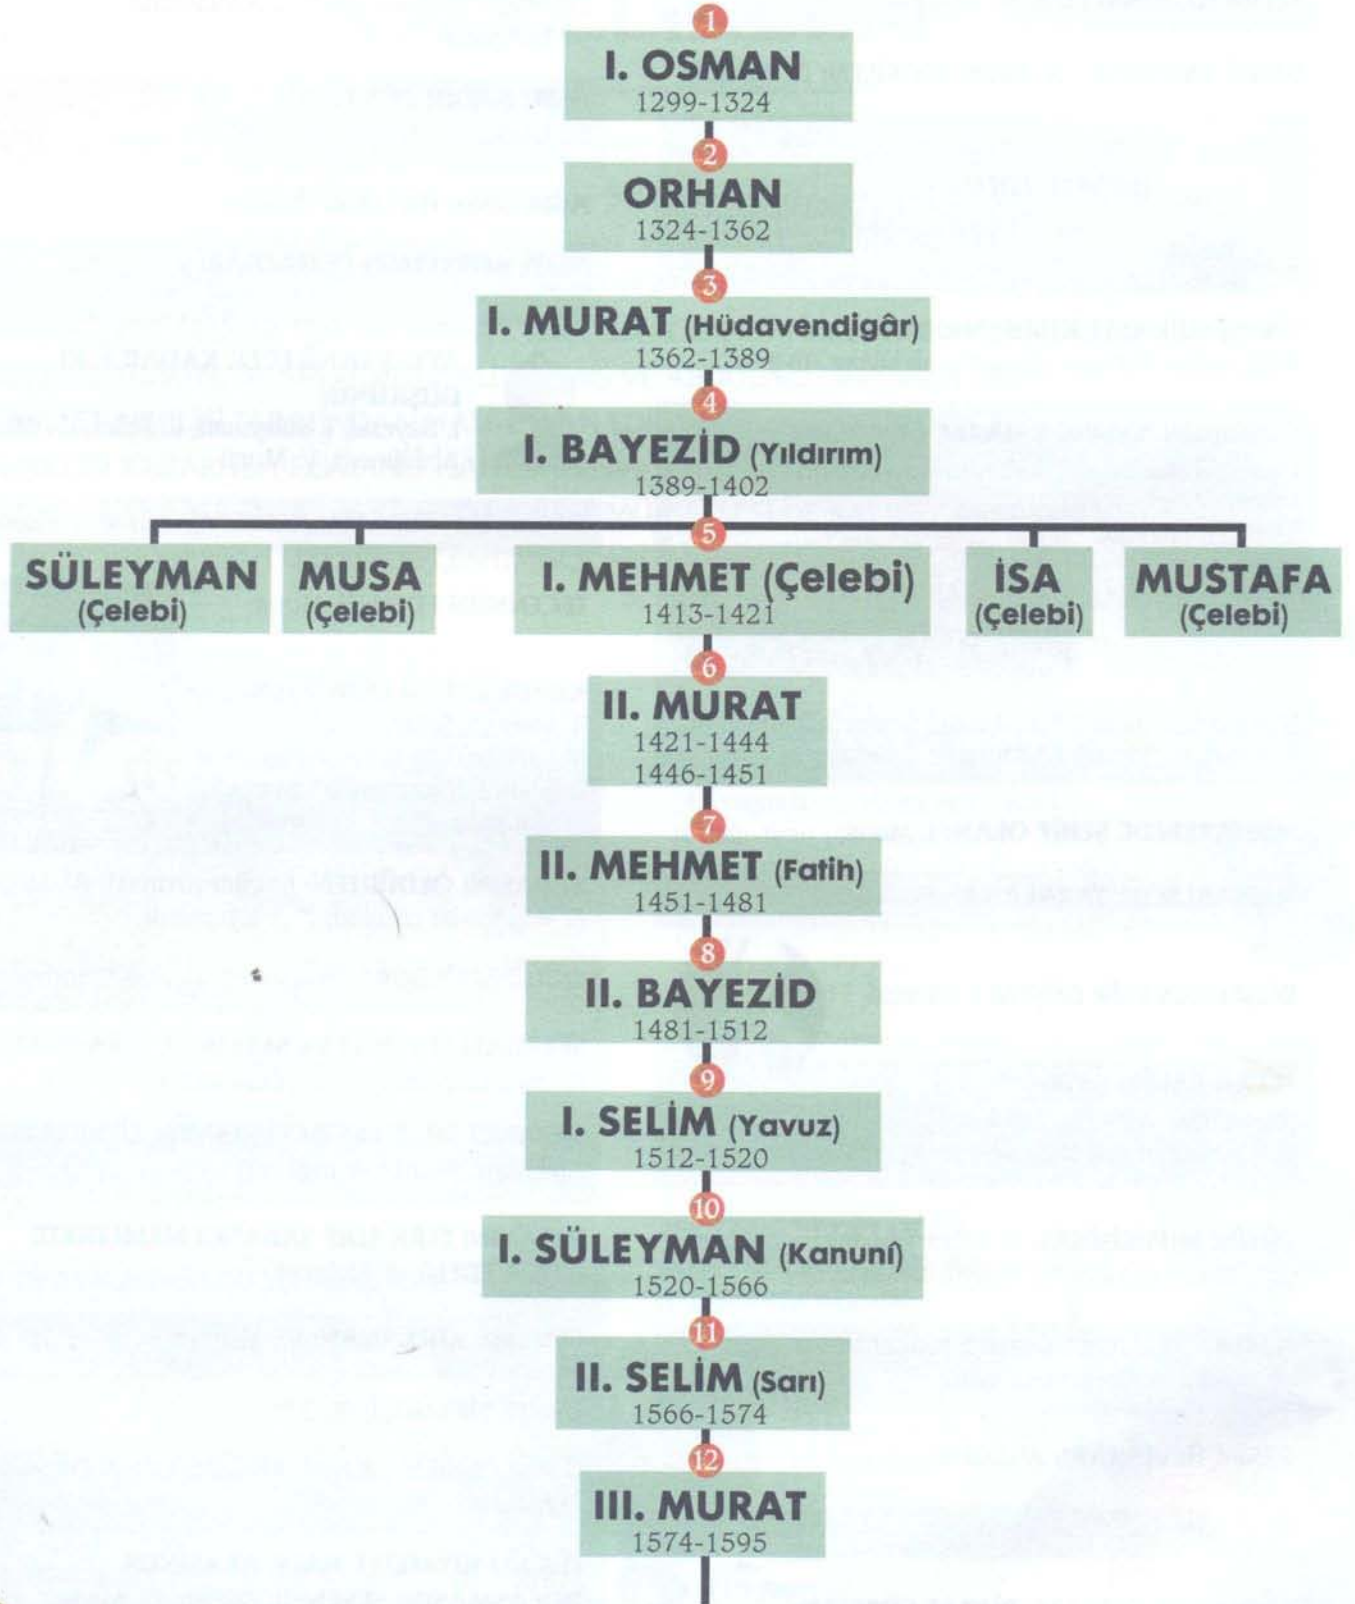 1
I. OSMAN
1299-1324
2
ORHAN
1324-1362
3
I. MURAT (Hüdavendigâr)
1362-1389
4
I. BAYEZİD (Yıldırım)
1389-1402
5
SÜLEYMAN
(Çelebi)
MUSA
(Çelebi)
I. MEHMET (Çelebi)
1413-1421
İSA
(Çelebi)
MUSTAFA
(Çelebi)
6
II. MURAT
1421-1444
1446-1451
7
II. MEHMET (Fatih)
1451-1481
8
II. BAYEZİD
1481-1512
9
I. SELİM (Yavuz)
1512-1520
10
I. SÜLEYMAN (Kanunî)
1520-1566
11
II. SELİM (Sarı)
1566-1574
12
III. MURAT
1574-1595